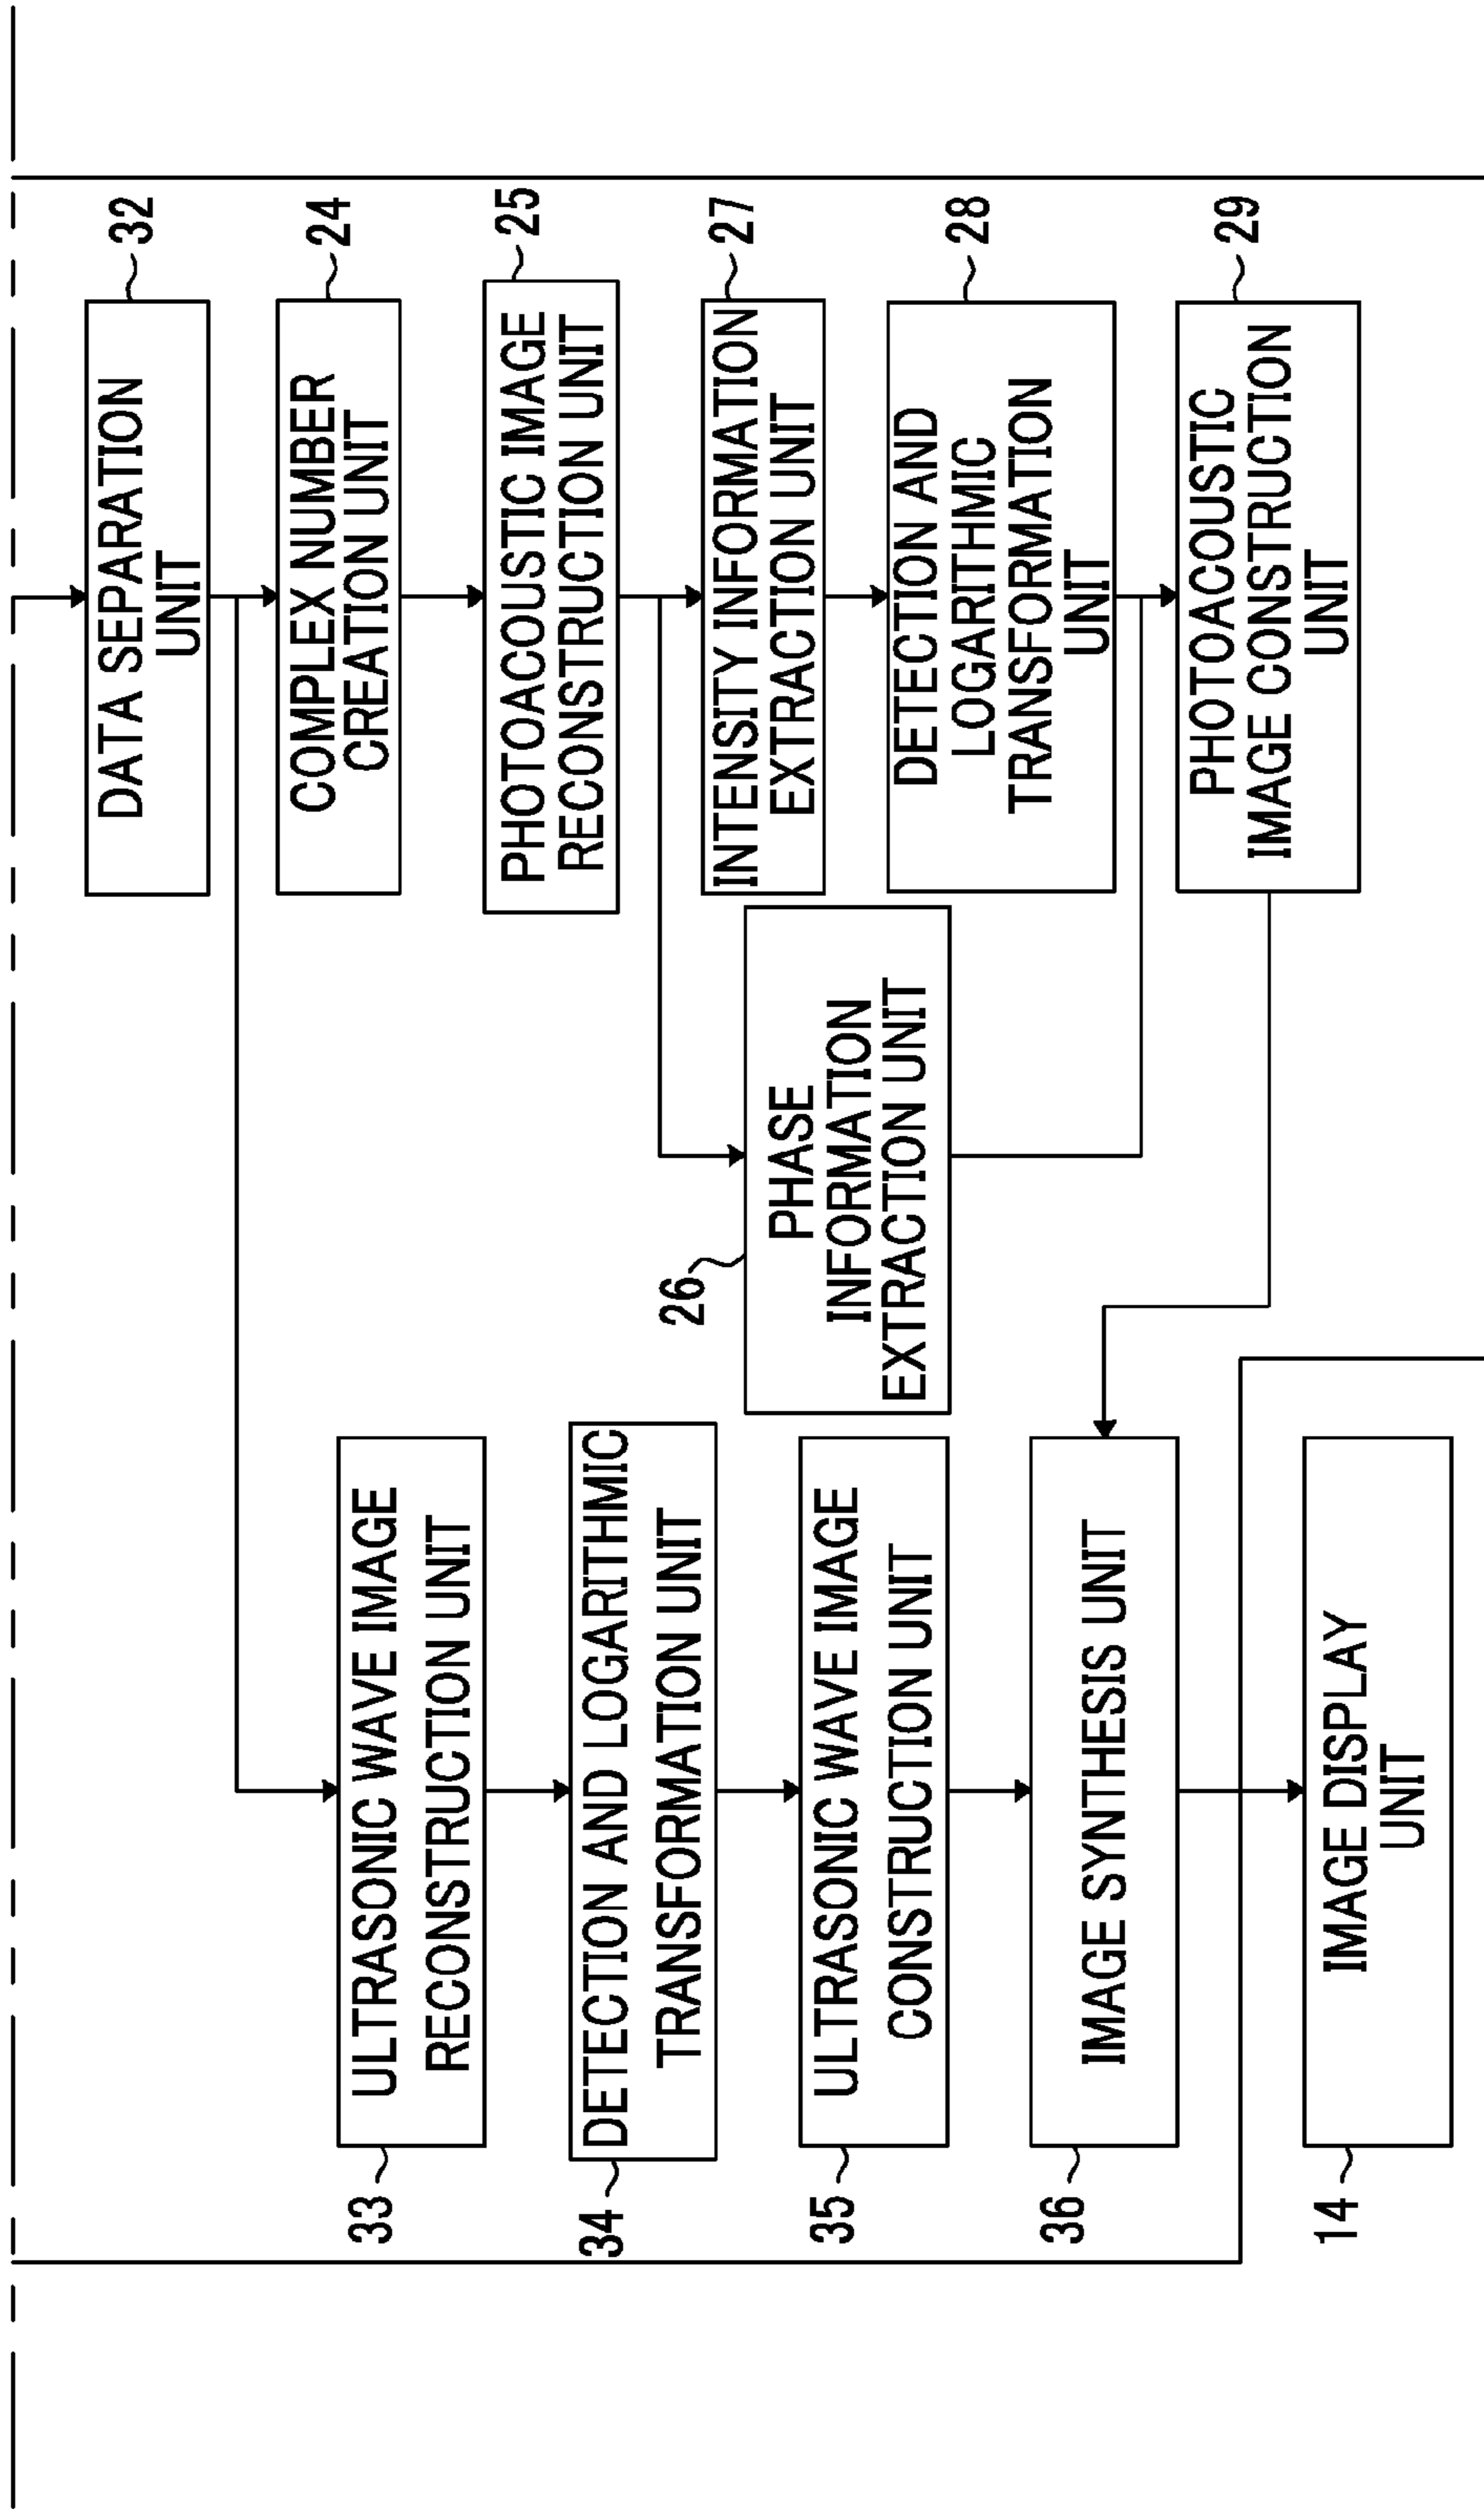 DATA SEPARATION
UNIT
32
COMPLEX NUMBER
CREATION UNIT
24
PHOTOACOUSTIC IMAGE
RECONSTRUCTION UNIT
25
INTENSITY INFORMATION
EXTRACTION UNIT
27
DETECTION AND
LOGARITHMIC
TRANSFORMATION
UNIT
28
PHOTOACOUSTIC
IMAGE CONSTRUCTION
UNIT
29
26
PHASE
INFORMATION
EXTRACTION UNIT
33
ULTRASONIC WAVE IMAGE
RECONSTRUCTION UNIT
34
DETECTION AND LOGARITHMIC
TRANSFORMATION UNIT
35
ULTRASONIC WAVE IMAGE
CONSTRUCTION UNIT
36
IMAGE SYNTHESIS UNIT
14
IMAGE DISPLAY
UNIT